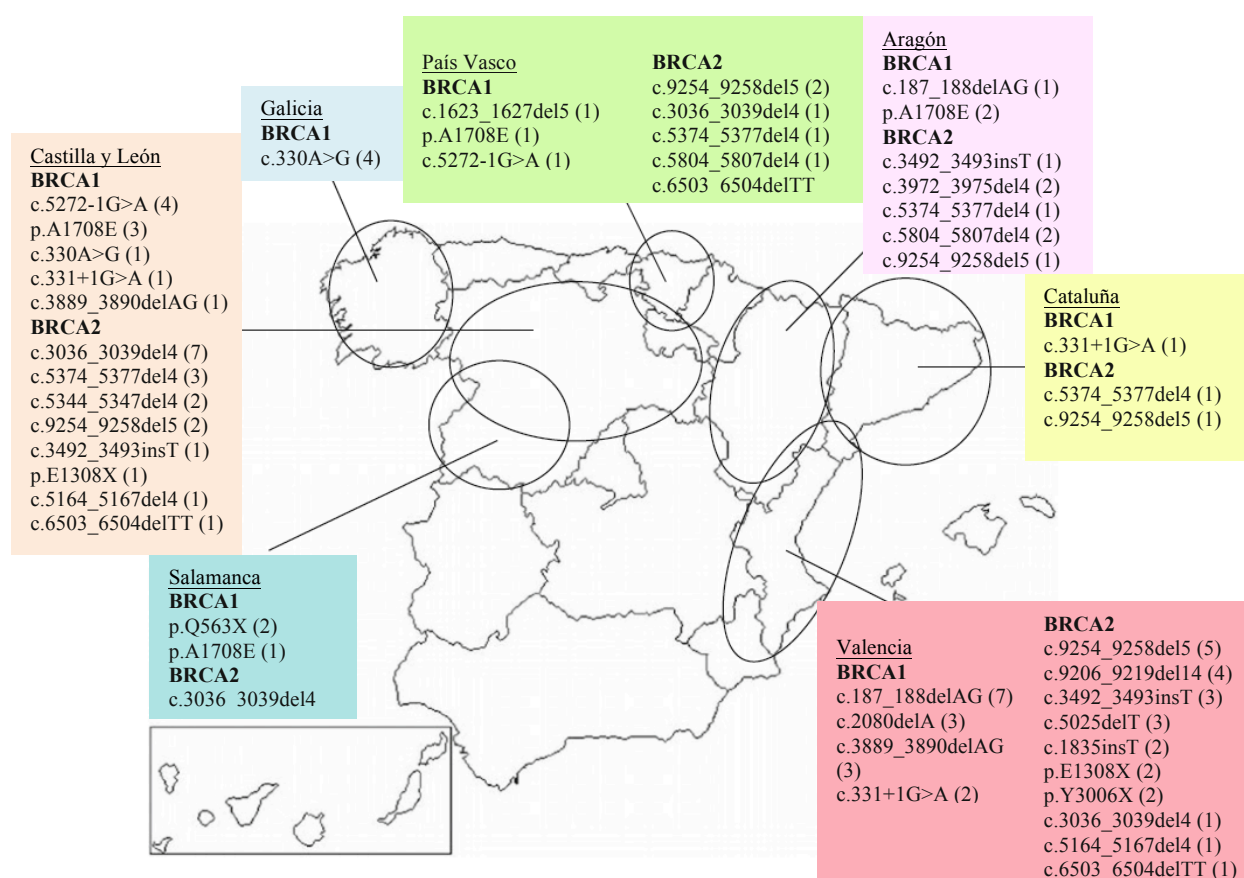 País Vasco
BRCA1
c.1623_1627del5 (1)
p.A1708E (1)
c.5272-1G>A (1)
BRCA2
c.9254_9258del5 (2)
c.3036_3039del4 (1)
c.5374_5377del4 (1)
c.5804_5807del4 (1)
c.6503_6504delTT
Aragón
BRCA1
c.187_188delAG (1)
p.A1708E (2)
BRCA2
c.3492_3493insT (1)
c.3972_3975del4 (2)
c.5374_5377del4 (1)
c.5804_5807del4 (2)
c.9254_9258del5 (1)
Galicia
BRCA1
c.330A>G (4)
Castilla y León
BRCA1
c.5272-1G>A (4)
p.A1708E (3)
c.330A>G (1)
c.331+1G>A (1)
c.3889_3890delAG (1)
BRCA2
c.3036_3039del4 (7)
c.5374_5377del4 (3)
c.5344_5347del4 (2)
c.9254_9258del5 (2)
c.3492_3493insT (1)
p.E1308X (1)
c.5164_5167del4 (1)
c.6503_6504delTT (1)
Cataluña
BRCA1
c.331+1G>A (1)
BRCA2
c.5374_5377del4 (1)
c.9254_9258del5 (1)
Salamanca
BRCA1
p.Q563X (2)
p.A1708E (1)
BRCA2
c.3036_3039del4
Valencia
BRCA1
c.187_188delAG (7)
c.2080delA (3)
c.3889_3890delAG
(3)
c.331+1G>A (2)
BRCA2
c.9254_9258del5 (5)
c.9206_9219del14 (4)
c.3492_3493insT (3)
c.5025delT (3)
c.1835insT (2)
p.E1308X (2)
p.Y3006X (2)
c.3036_3039del4 (1)
c.5164_5167del4 (1)
c.6503_6504delTT (1)